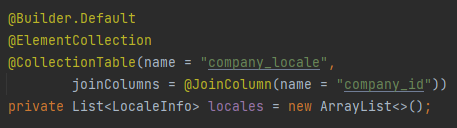 @Builder.Default
@ElementCollection
@CollectionTable(name = "company_locale",
        joinColumns = @JoinColumn(name = "company_id"))
private List<LocaleInfo> locales = new ArrayList<>();